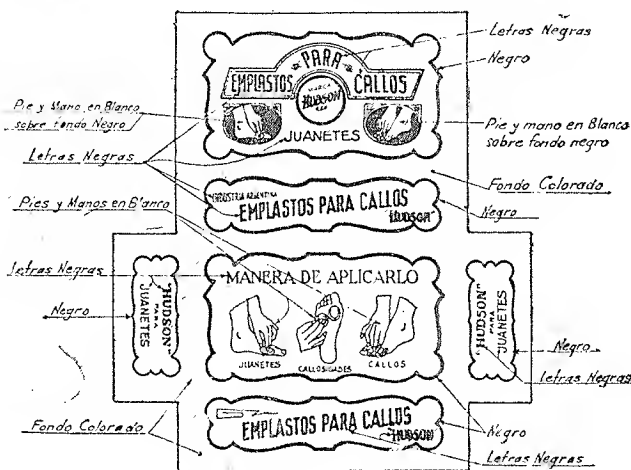 Letras Negras
PARA
Negro
EMPLASTOS CALLOS
MARCA
HUDSON
Pie y Mano en Blanco
sobre fondo Negro
JUANETES
Pie y mano en Blanco
sobre fondo negro
Letras Negras
Fondo Colorado
INDUSTRIA ARGENTINA
Pies y Manos en Blanco
EMPLASTOS PARA CALLOS
"HUDSON"
Negro
Letras Negras
MANERA DE APLICARLO
"HUDSON"
PARA
JUANETES
Negro
"HUDSON"
PARA
JUANETES
Negro
JUANETES CALLOSIDADES CALLOS
Letras Negras
Fondo Colorado
EMPLASTOS PARA CALLOS
"HUDSON"
Negro
Letras Negras